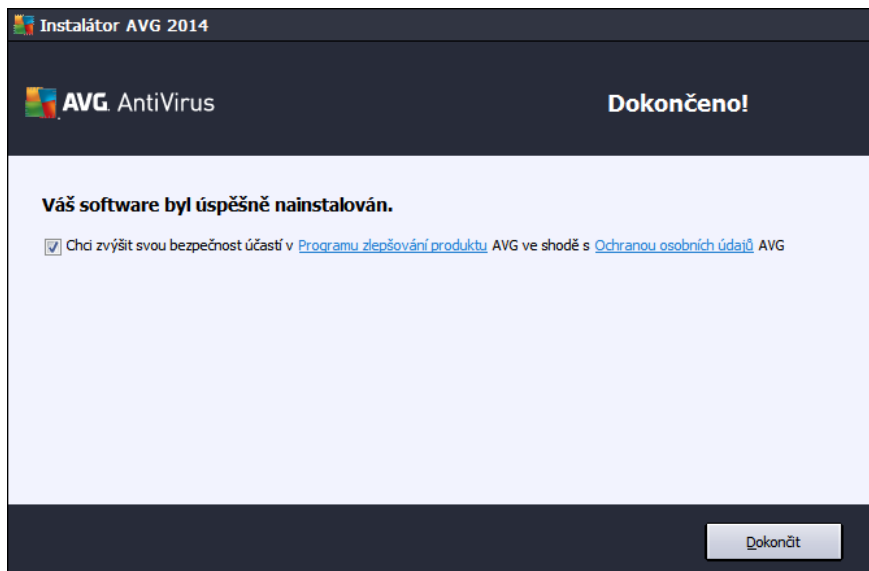 Instalátor AVG 2014
AVG. AntiVirus
Dokončeno!
Váš software byl úspěšně nainstalován.
Chci zvýšit svou bezpečnost účastí v Programu zlepšování produktu AVG ve shodě s Ochranou osobních údajů AVG
Dokončit